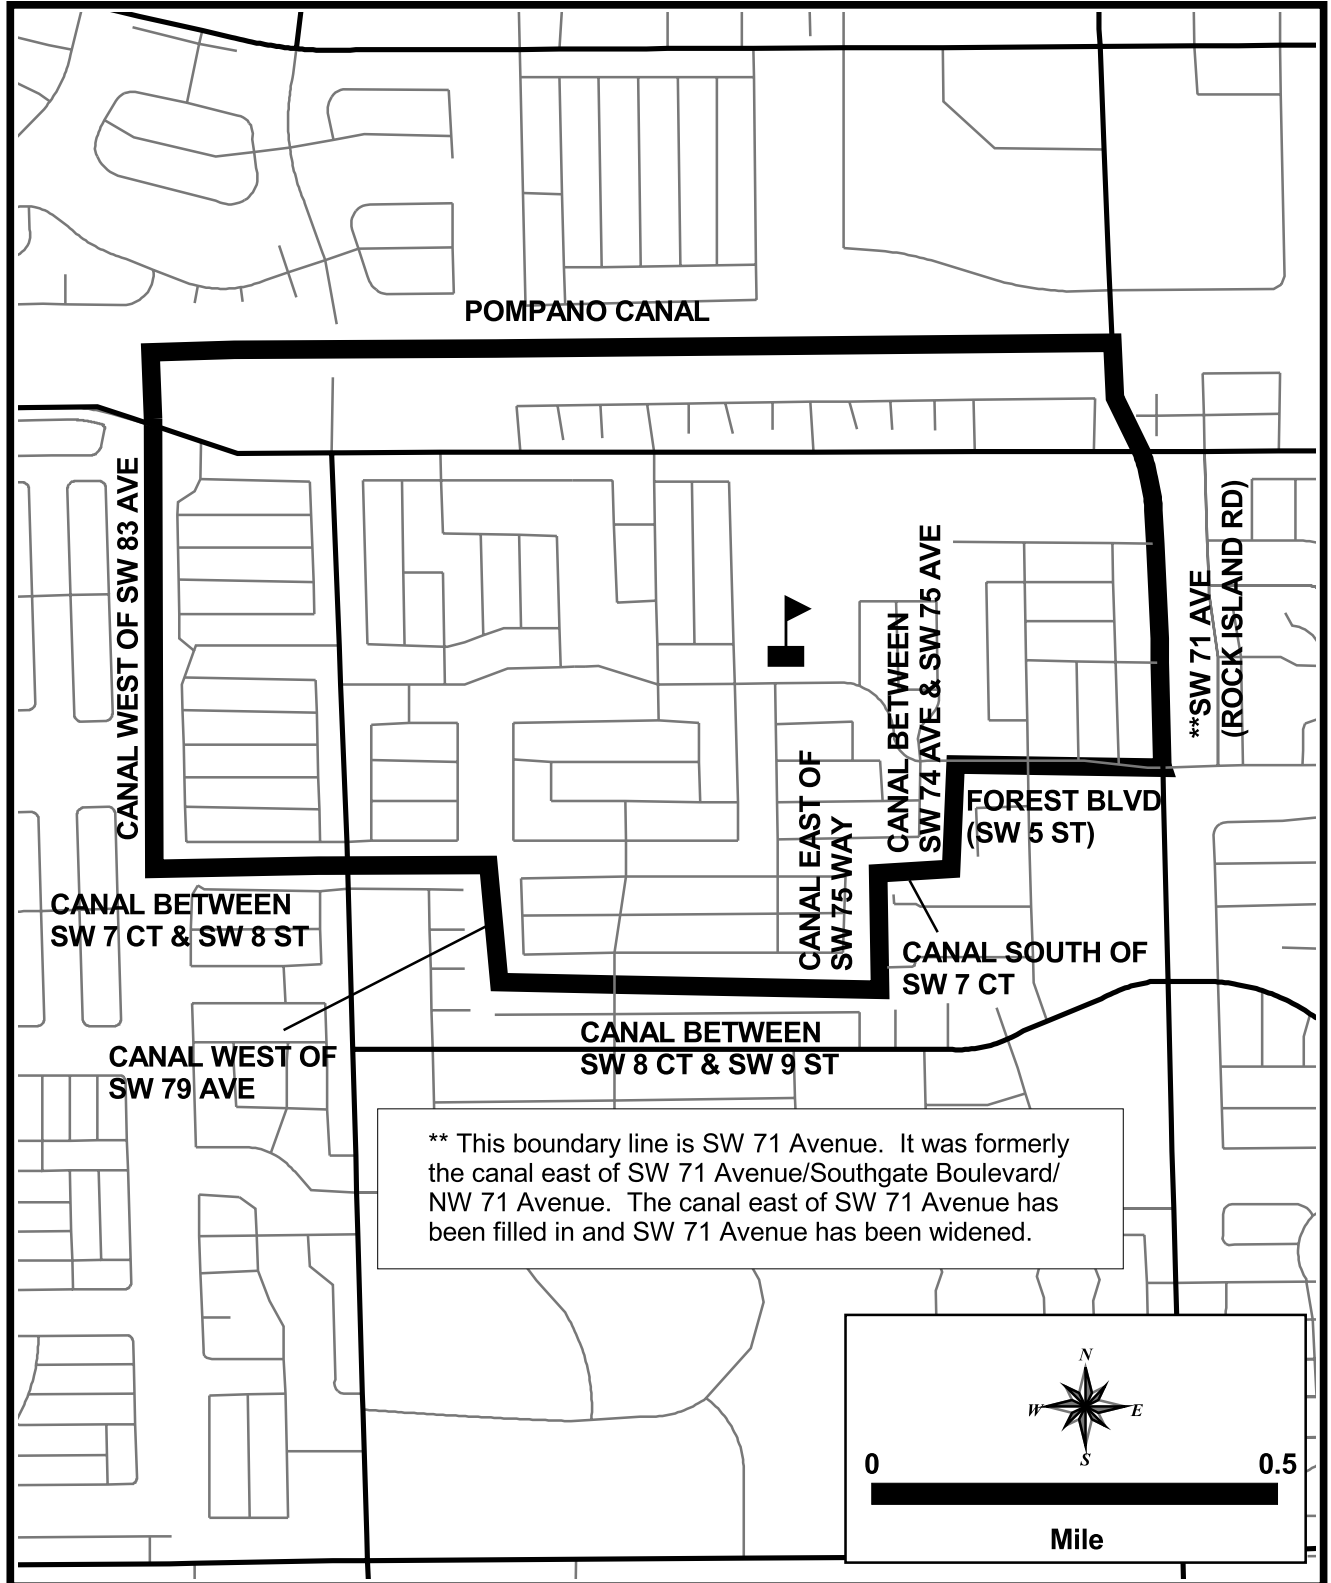 POMPANO CANAL
CANAL WEST OF SW 83 AVE
**SW 71 AVE
(ROCK ISLAND RD)
CANAL BETWEEN
SW 74 AVE & SW 75 AVE
CANAL EAST OF
SW 75 WAY
FOREST BLVD
(SW 5 ST)
CANAL BETWEEN
SW 7 CT & SW 8 ST
CANAL SOUTH OF
SW 7 CT
CANAL WEST OF
SW 79 AVE
CANAL BETWEEN
SW 8 CT & SW 9 ST
** This boundary line is SW 71 Avenue.  It was formerly
the canal east of SW 71 Avenue/Southgate Boulevard/
NW 71 Avenue.  The canal east of SW 71 Avenue has
been filled in and SW 71 Avenue has been widened.
N
W E
S
0 0.5
Mile